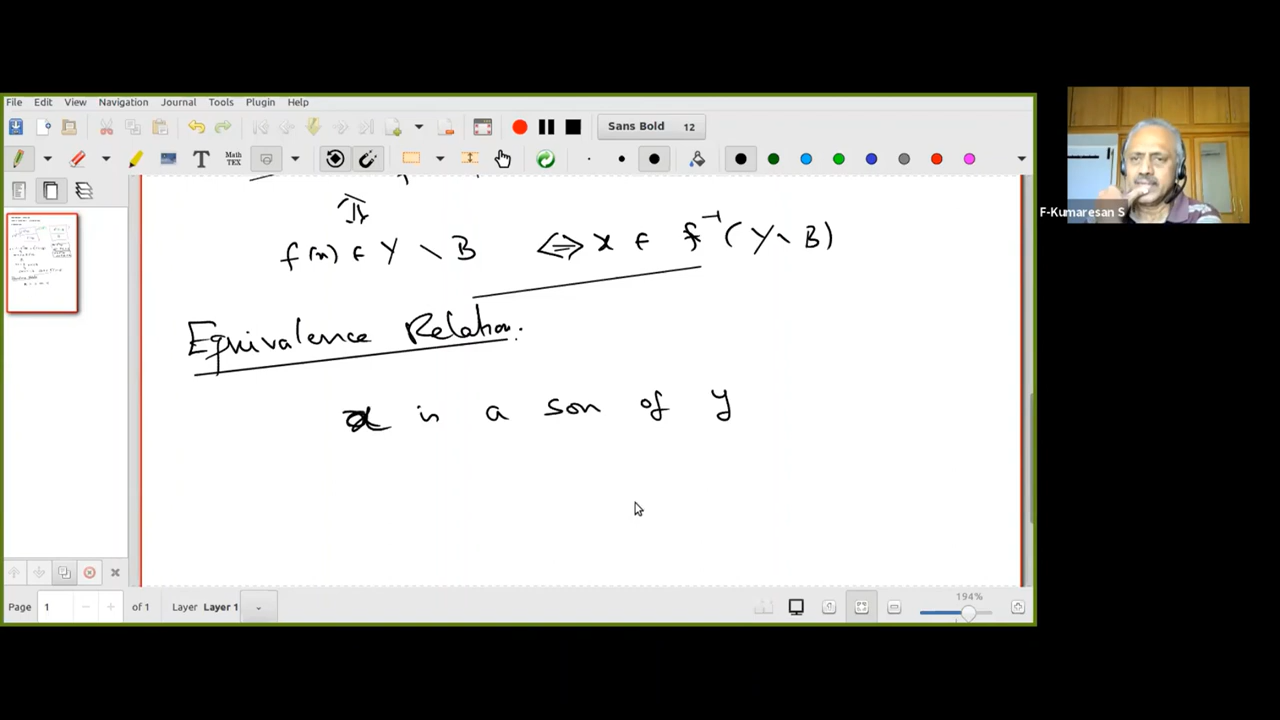 File Edit View Navigation Journal Tools Plugin Help
Sans Bold 12
T Math TEX
f(x) ∈ Y \ B ⇔ x ∈ f⁻¹(Y \ B)
F-Kumaresan S
Equivalence Relation.
x is a son of y
Page 1 of 1 Layer Layer 1 194%